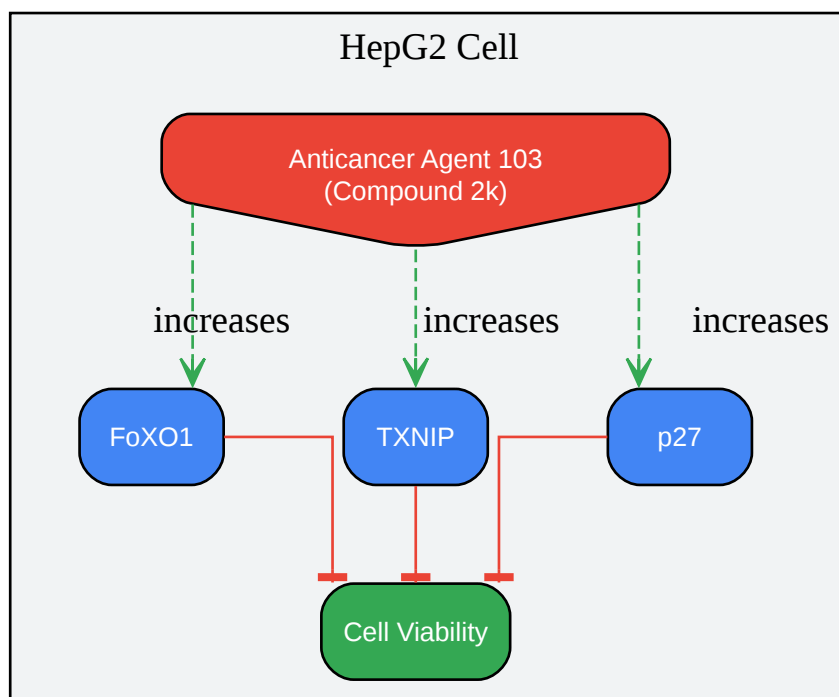 HepG2 Cell
Anticancer Agent 103
(Compound 2k)
increases
increases
increases
FoXO1
TXNIP
p27
Cell Viability